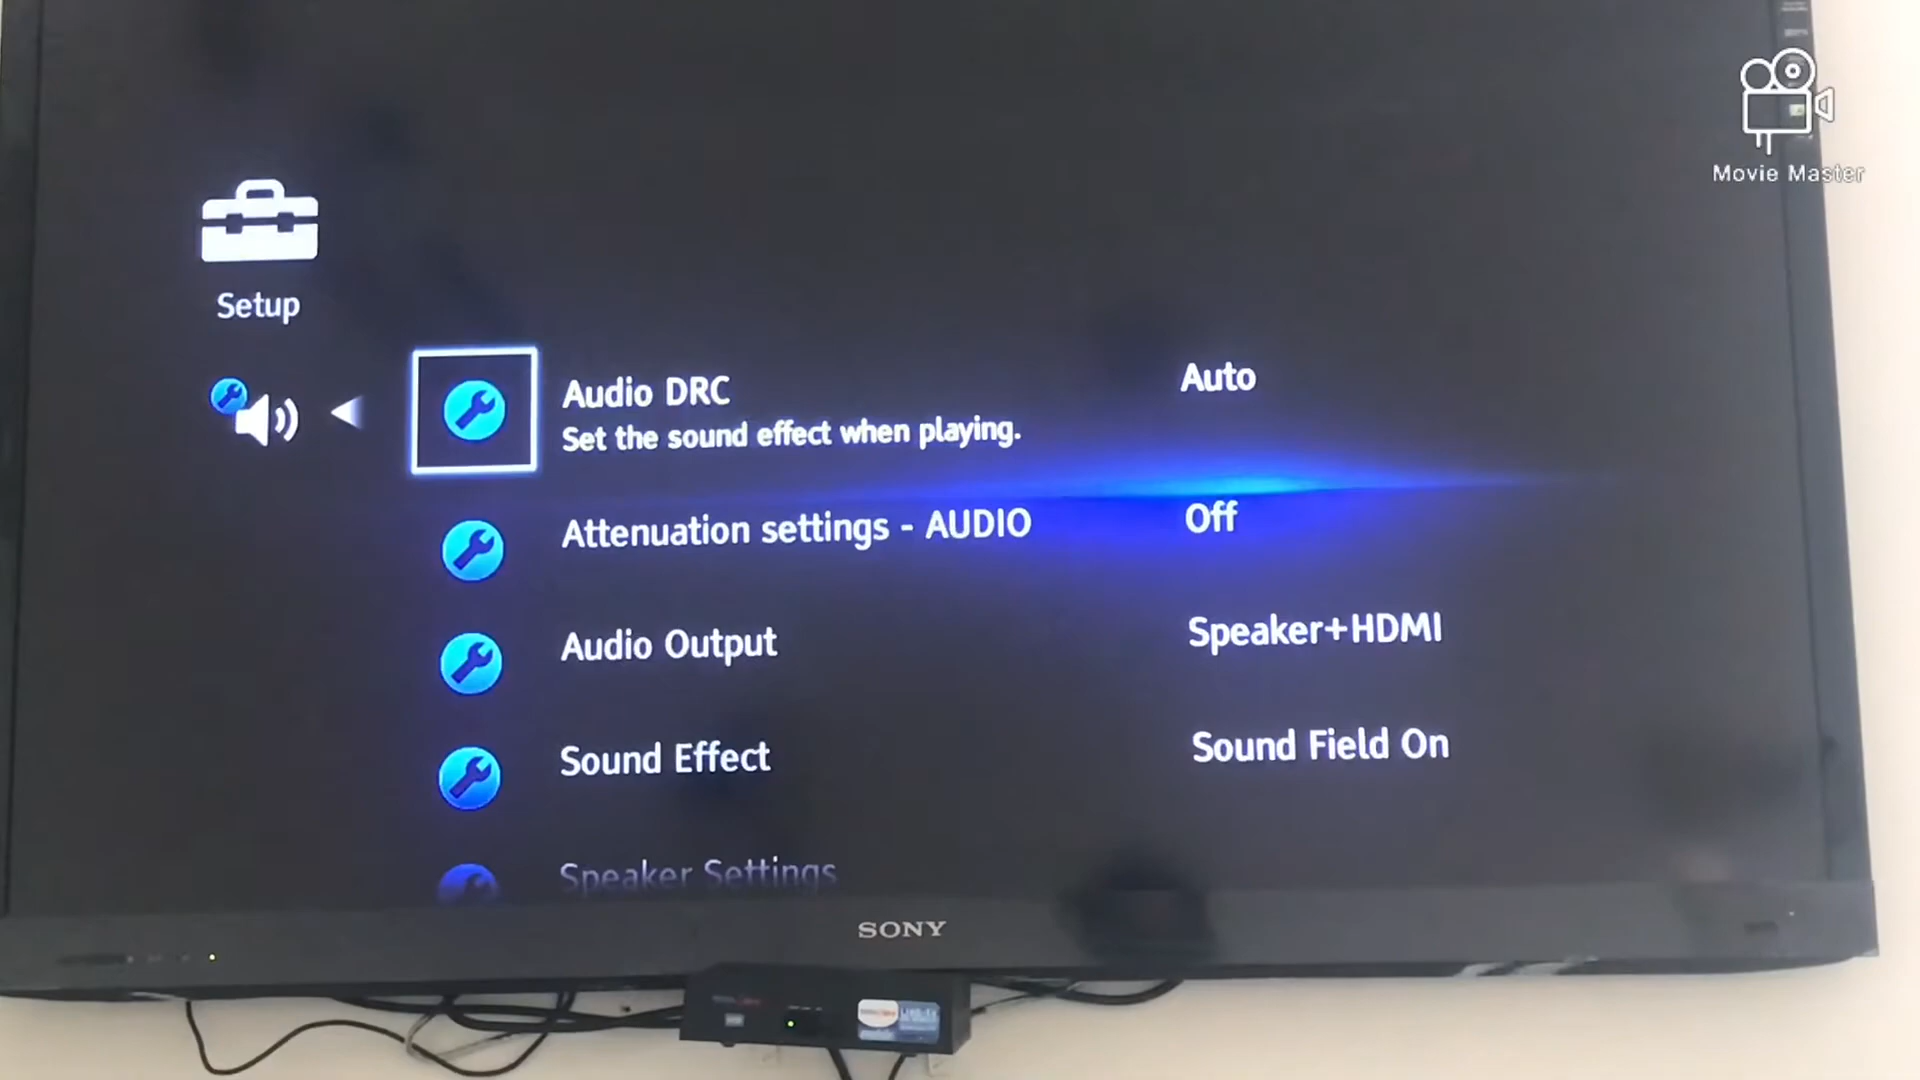 Movie Master
Setup
Audio DRC
Auto
Set the sound effect when playing.
Attenuation settings - AUDIO
Off
Audio Output
Speaker+HDMI
Sound Effect
Sound Field On
Speaker Settings
SONY